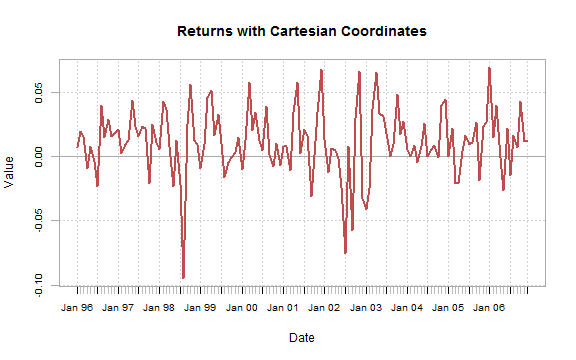 Returns with Cartesian Coordinates
Value
0.05
0.00
-0.05
-0.10
Jan 96 Jan 97 Jan 98 Jan 99 Jan 00 Jan 01 Jan 02 Jan 03 Jan 04 Jan 05 Jan 06
Date